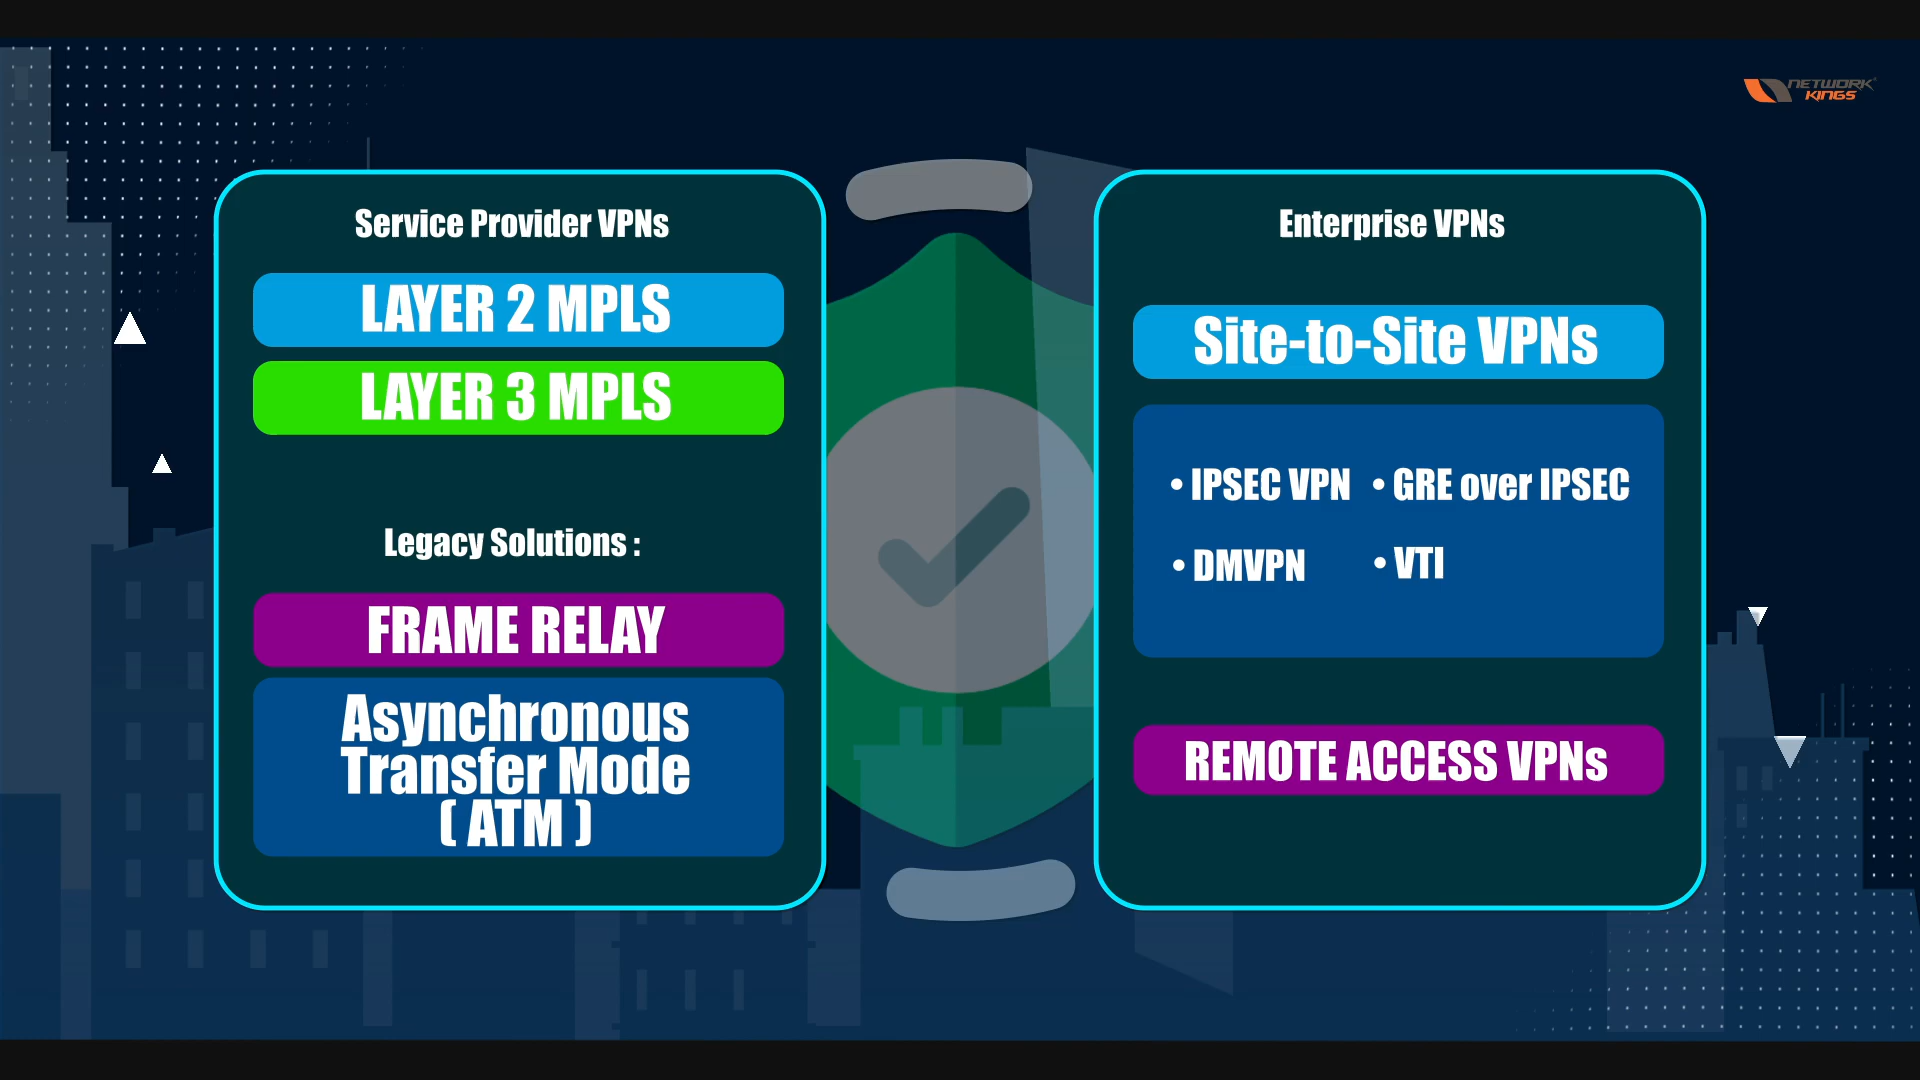 NETWORK
KINGS
Service Provider VPNs
LAYER 2 MPLS
LAYER 3 MPLS
Legacy Solutions :
FRAME RELAY
Asynchronous
Transfer Mode
( ATM )
Enterprise VPNs
Site-to-Site VPNs
• IPSEC VPN • GRE over IPSEC
• DMVPN • VTI
REMOTE ACCESS VPNs